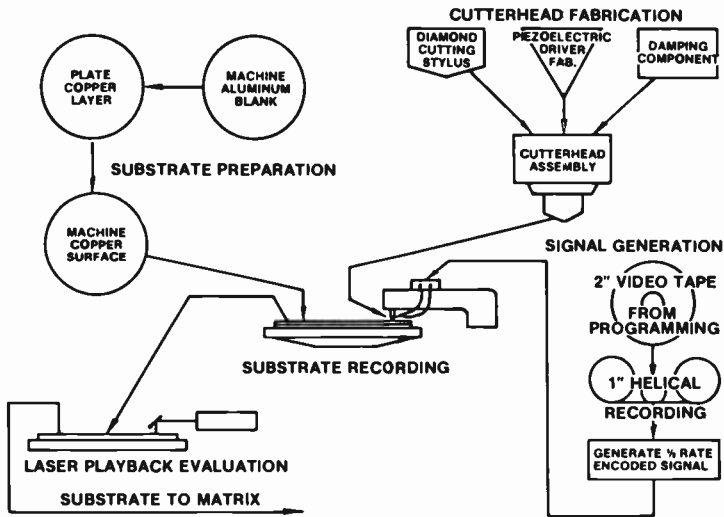 CUTTERHEAD FABRICATION
DIAMOND
CUTTING
STYLUS
PIEZOELECTRIC
DRIVER
FAB.
DAMPING
COMPONENT
PLATE
COPPER
LAYER
MACHINE
ALUMINUM
BLANK
CUTTERHEAD
ASSEMBLY
SUBSTRATE PREPARATION
MACHINE
COPPER
SURFACE
SIGNAL GENERATION
2" VIDEO TAPE
FROM
PROGRAMMING
SUBSTRATE RECORDING
1" HELICAL
RECORDING
GENERATE ½ RATE
ENCODED SIGNAL
LASER PLAYBACK EVALUATION
SUBSTRATE TO MATRIX